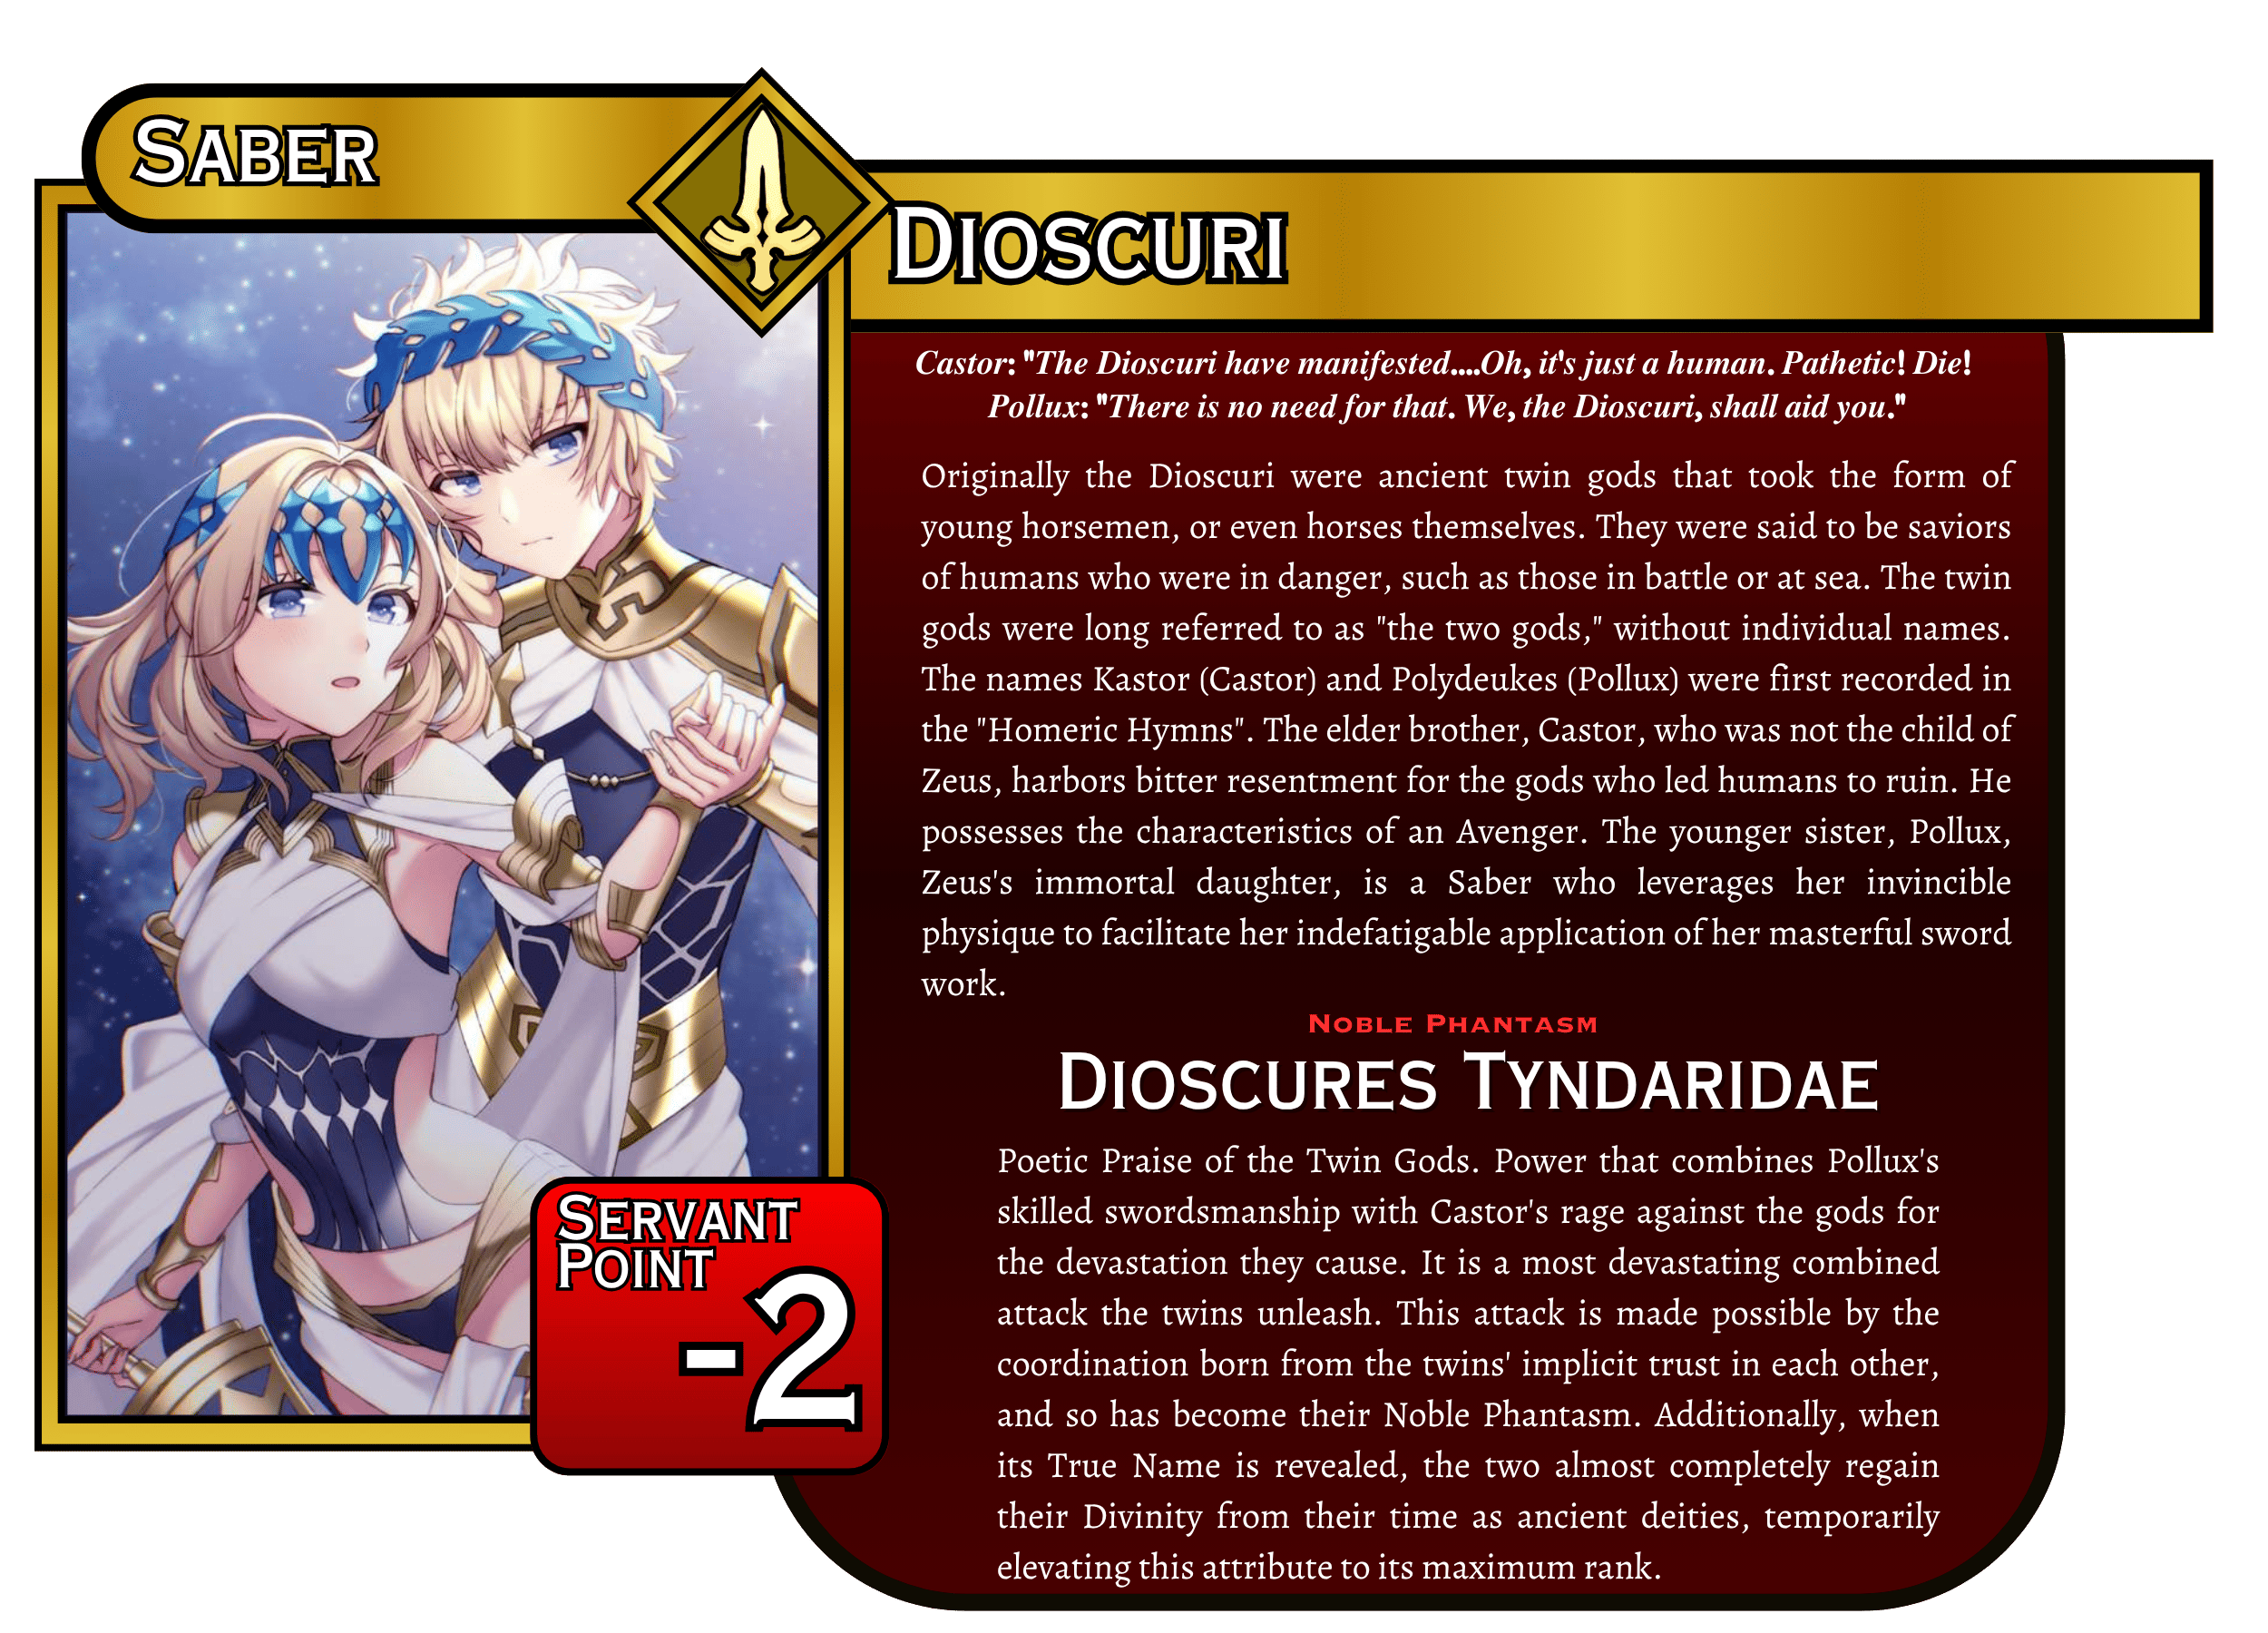 SABER
DIOSCURI
Castor: "The Dioscuri have manifested....Oh, it's just a human. Pathetic! Die!
Pollux: "There is no need for that. We, the Dioscuri, shall aid you."
Originally the Dioscuri were ancient twin gods that took the form of
young horsemen, or even horses themselves. They were said to be saviors
of humans who were in danger, such as those in battle or at sea. The twin
gods were long referred to as "the two gods," without individual names.
The names Kastor (Castor) and Polydeukes (Pollux) were first recorded in
the "Homeric Hymns". The elder brother, Castor, who was not the child of
Zeus, harbors bitter resentment for the gods who led humans to ruin. He
possesses the characteristics of an Avenger. The younger sister, Pollux,
Zeus's immortal daughter, is a Saber who leverages her invincible
physique to facilitate her indefatigable application of her masterful sword
work.
NOBLE PHANTASM
DIOSCURES TYNDARIDAE
Poetic Praise of the Twin Gods. Power that combines Pollux's
skilled swordsmanship with Castor's rage against the gods for
the devastation they cause. It is a most devastating combined
attack the twins unleash. This attack is made possible by the
coordination born from the twins' implicit trust in each other,
and so has become their Noble Phantasm. Additionally, when
its True Name is revealed, the two almost completely regain
their Divinity from their time as ancient deities, temporarily
elevating this attribute to its maximum rank.
SERVANT
POINT
-2